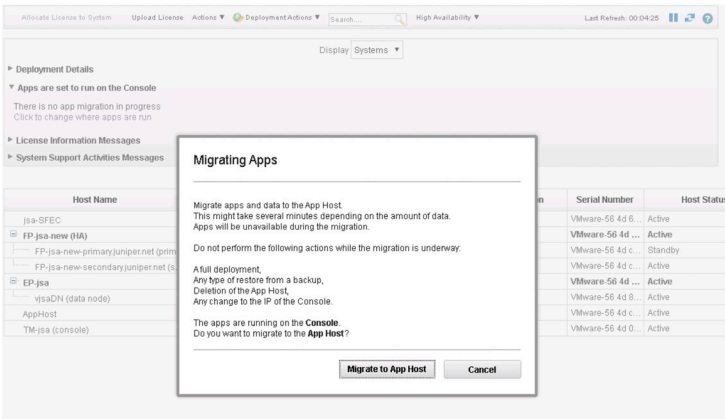 Allocate License to System Upload License Actions ▼ Deployment Actions ▼ Search... High Availability ▼ Last Refresh: 00:04:25
Display Systems ▼
Deployment Details
Apps are set to run on the Console
There is no app migration in progress
Click to change where apps are run
License Information Messages
System Support Activities Messages
Migrating Apps
Migrate apps and data to the App Host.
This might take several minutes depending on the amount of data.
Apps will be unavailable during the migration.
Do not perform the following actions while the migration is underway:
A full deployment,
Any type of restore from a backup,
Deletion of the App Host,
Any change to the IP of the Console.
The apps are running on the Console.
Do you want to migrate to the App Host?
Migrate to App Host Cancel
Host Name on Serial Number Host Status
jsa-SFEC VMware-56 4d 6... Active
FP-jsa-new (HA) VMware-56 4d ... Active
FP-jsa-new-primary.juniper.net (prim VMware-56 4d c... Standby
FP-jsa-new-secondary.juniper.net (s. VMware-56 4d c... Active
EP-jsa VMware-56 4d ... Active
vjsaDN (data node) VMware-56 4d 8... Active
AppHost VMware-56 4d c... Active
TM-jsa (console) VMware-56 4d 0... Active